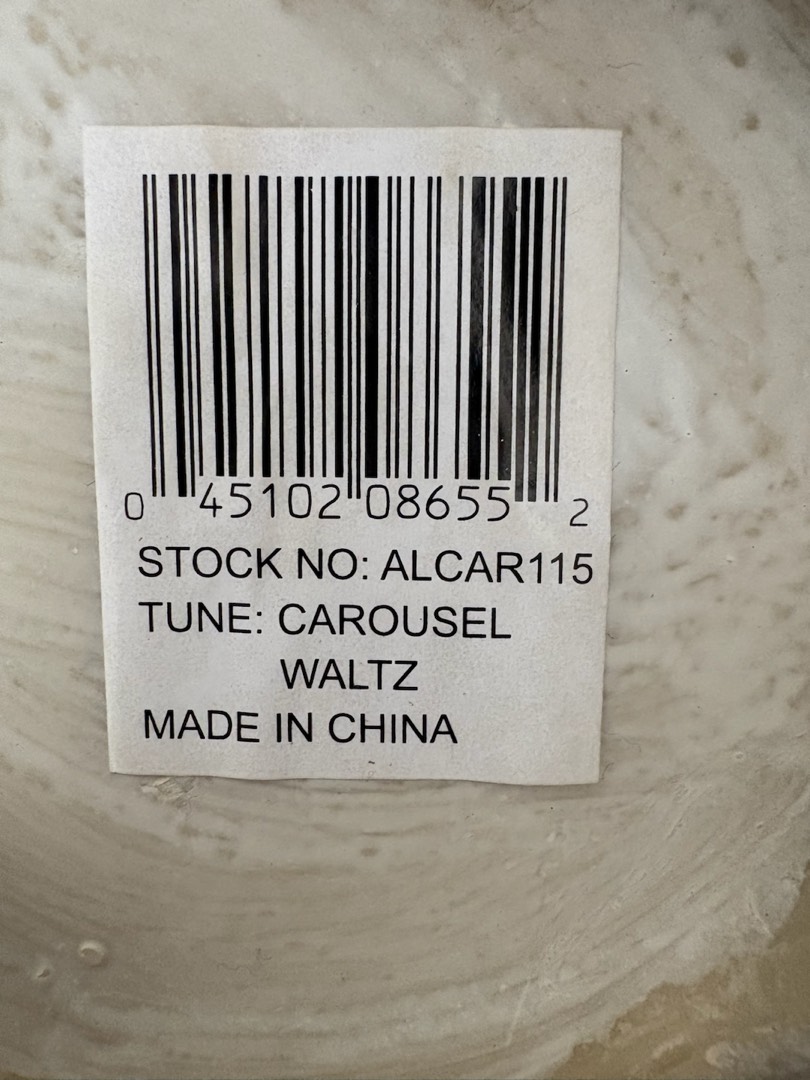 0 45102 08655 2
STOCK NO: ALCAR115
TUNE: CAROUSEL
WALTZ
MADE IN CHINA